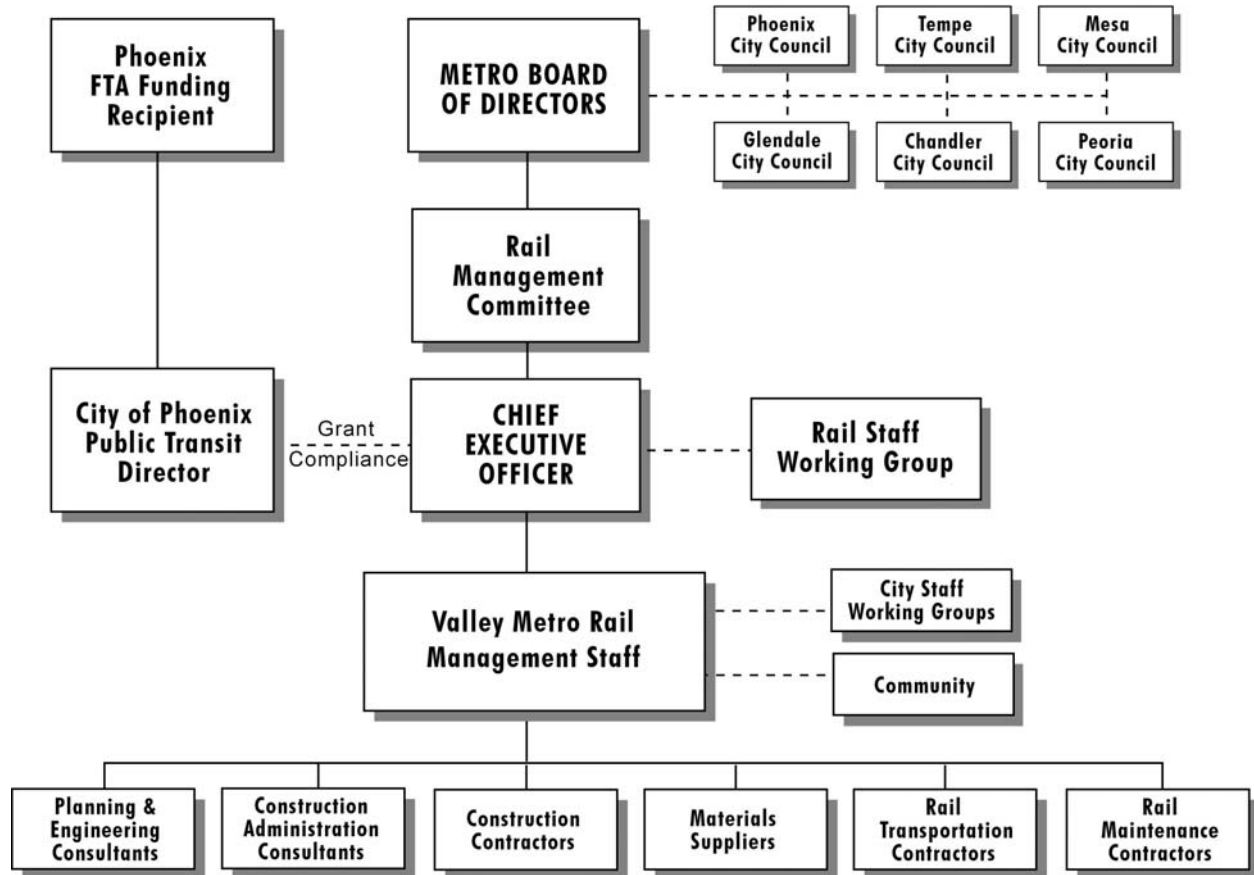 Phoenix
FTA Funding
Recipient
METRO BOARD
OF DIRECTORS
Phoenix
City Council
Tempe
City Council
Mesa
City Council
Glendale
City Council
Chandler
City Council
Peoria
City Council
Rail
Management
Committee
City of Phoenix
Public Transit
Director
Grant
Compliance
CHIEF
EXECUTIVE
OFFICER
Rail Staff
Working Group
Valley Metro Rail
Management Staff
City Staff
Working Groups
Community
Planning &
Engineering
Consultants
Construction
Administration
Consultants
Construction
Contractors
Materials
Suppliers
Rail
Transportation
Contractors
Rail
Maintenance
Contractors